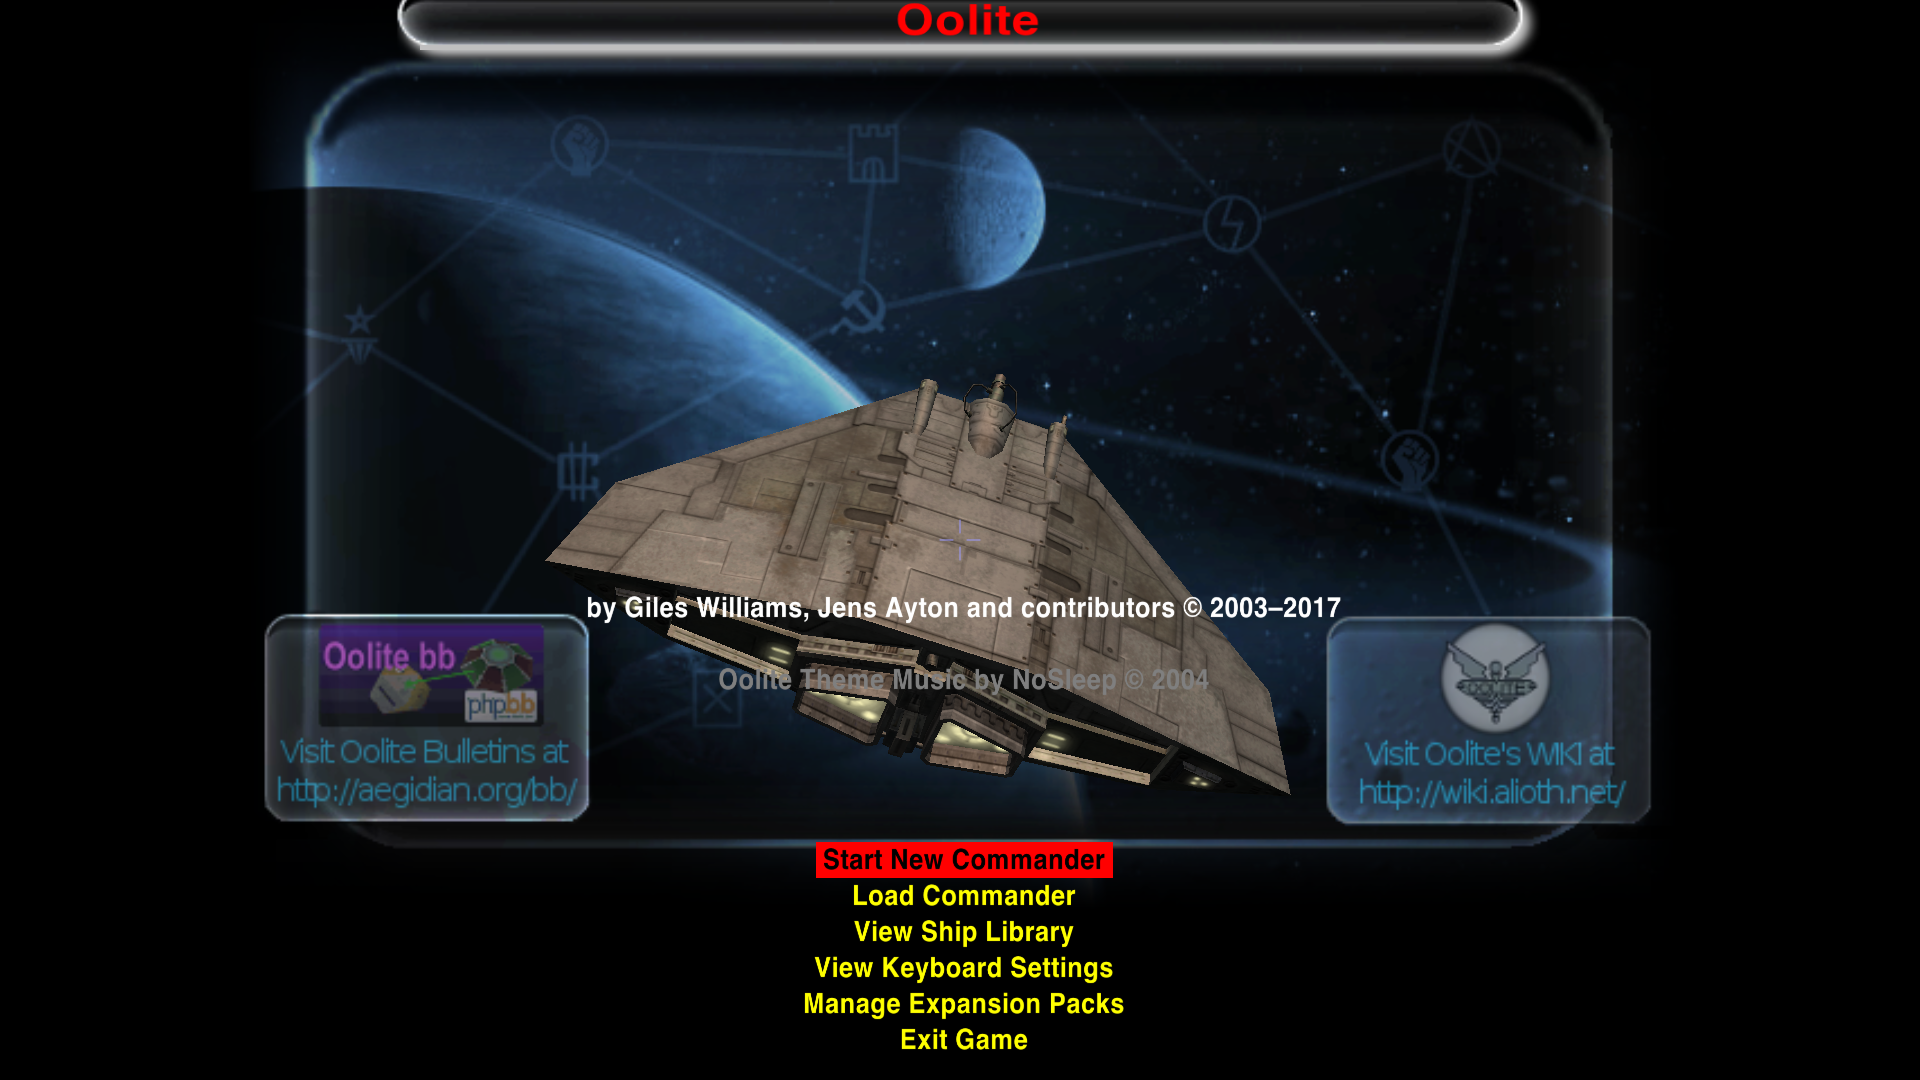 Oolite
by Giles Williams, Jens Ayton and contributors © 2003–2017
Oolite bb
phpbb
Oolite Theme Music by NoSleep © 2004
OOLITE
Visit Oolite Bulletins at
http://aegidian.org/bb/
Visit Oolite's WIKI at
http://wiki.alioth.net/
Start New Commander
Load Commander
View Ship Library
View Keyboard Settings
Manage Expansion Packs
Exit Game